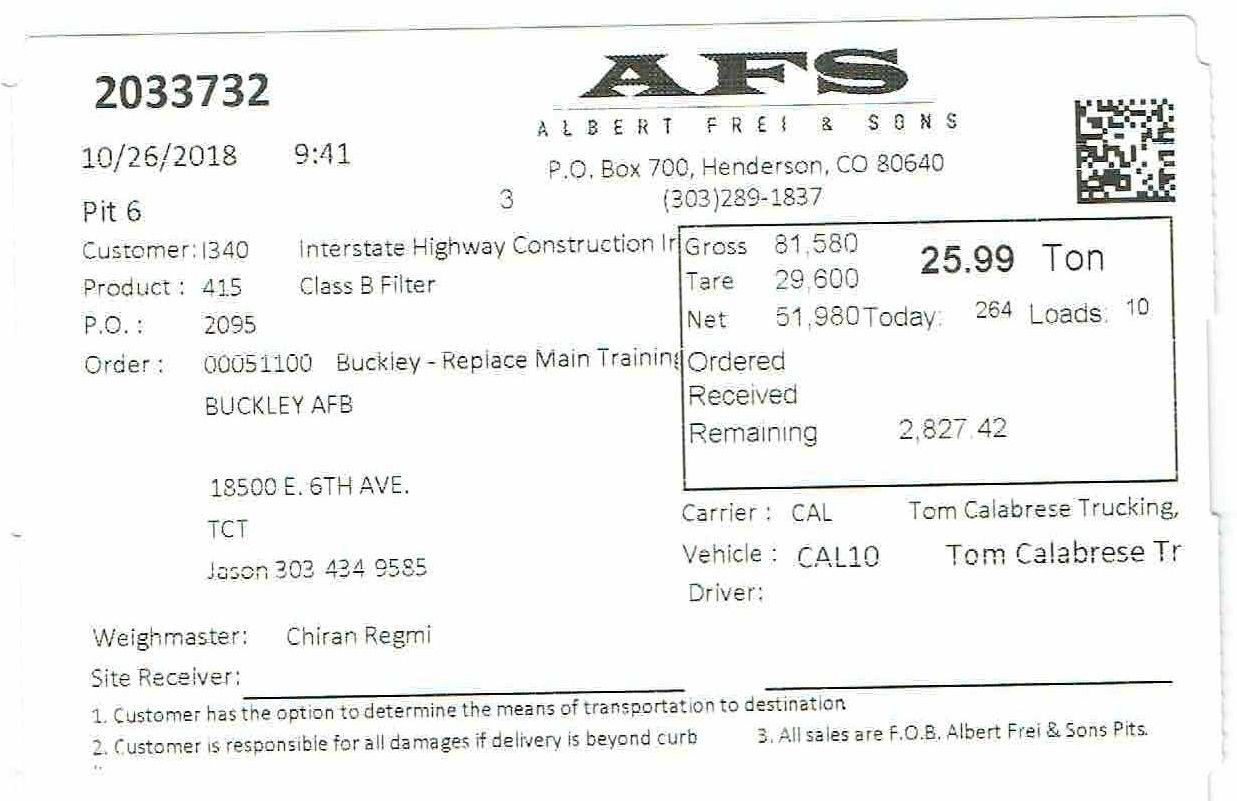 2033732
AFS
ALBERT FREI & SONS
10/26/2018 9:41
P.O. Box 700, Henderson, CO 80640
Pit 6 3 (303)289-1837
Customer: I340 Interstate Highway Construction Ir
Product : 415 Class B Filter
P.O. : 2095
Order : 00051100 Buckley - Replace Main Training
BUCKLEY AFB
18500 E. 6TH AVE.
TCT
Jason 303 434 9585
Gross 81,580 25.99 Ton
Tare 29,600
Net 51,980 Today: 264 Loads: 10
Ordered
Received
Remaining 2,827.42
Carrier : CAL Tom Calabrese Trucking,
Vehicle : CAL10 Tom Calabrese Tr
Driver:
Weighmaster: Chiran Regmi
Site Receiver:
1. Customer has the option to determine the means of transportation to destination
2. Customer is responsible for all damages if delivery is beyond curb 3. All sales are F.O.B. Albert Frei & Sons Pits.